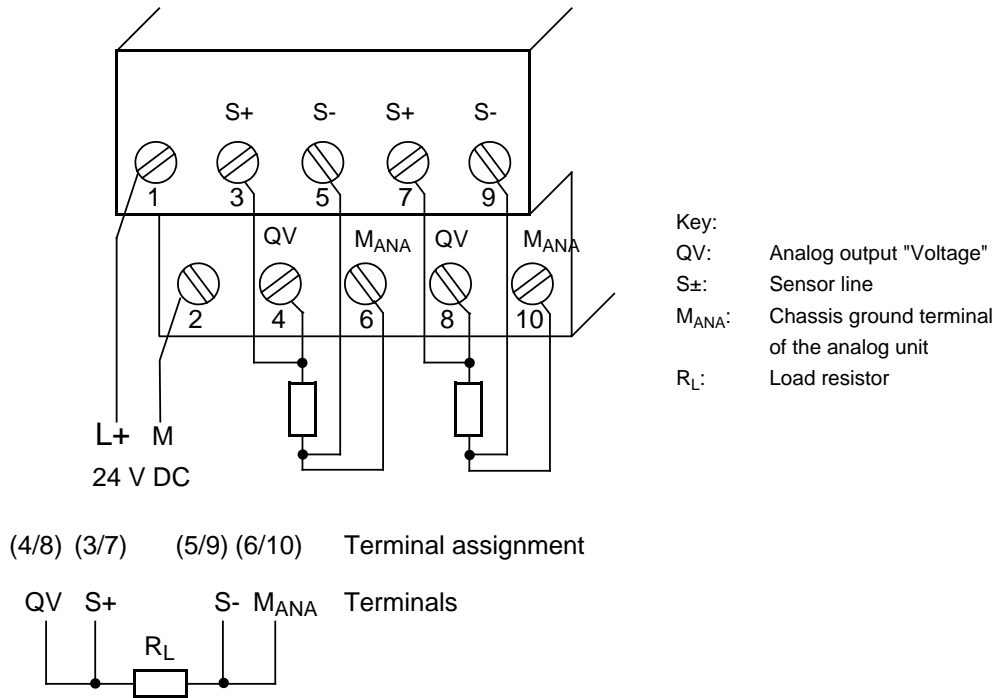 S+ S- S+ S-
1 3 5 7 9
QV MANA QV MANA
2 4 6 8 10
L+ M
24 V DC
Key:
QV: Analog output "Voltage"
S±: Sensor line
MANA: Chassis ground terminal
of the analog unit
RL: Load resistor
(4/8) (3/7) (5/9) (6/10) Terminal assignment
QV S+ S- MANA Terminals
RL